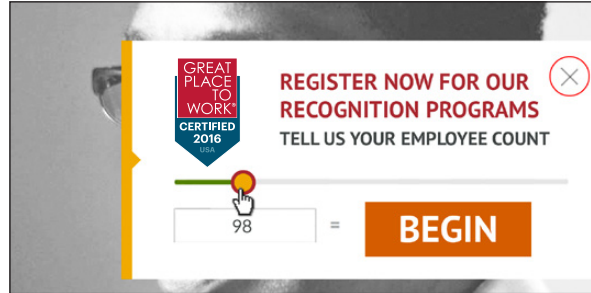 GREAT
PLACE
TO
WORK®
CERTIFIED
2016
USA
REGISTER NOW FOR OUR
RECOGNITION PROGRAMS
TELL US YOUR EMPLOYEE COUNT
98
=
BEGIN